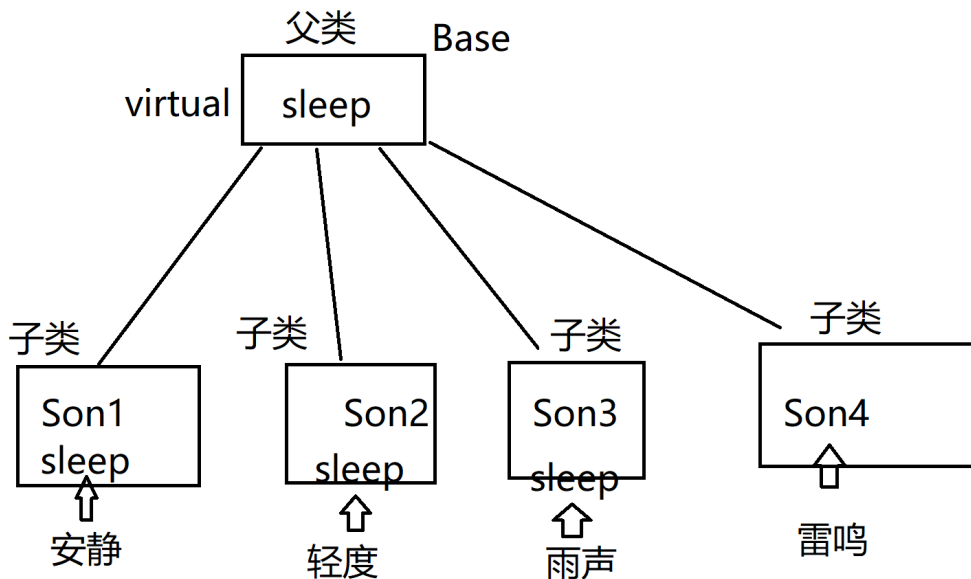 父类
Base
virtual
sleep
子类
子类
子类
子类
Son1
sleep
Son2
sleep
Son3
sleep
Son4
安静
轻度
雨声
雷鸣